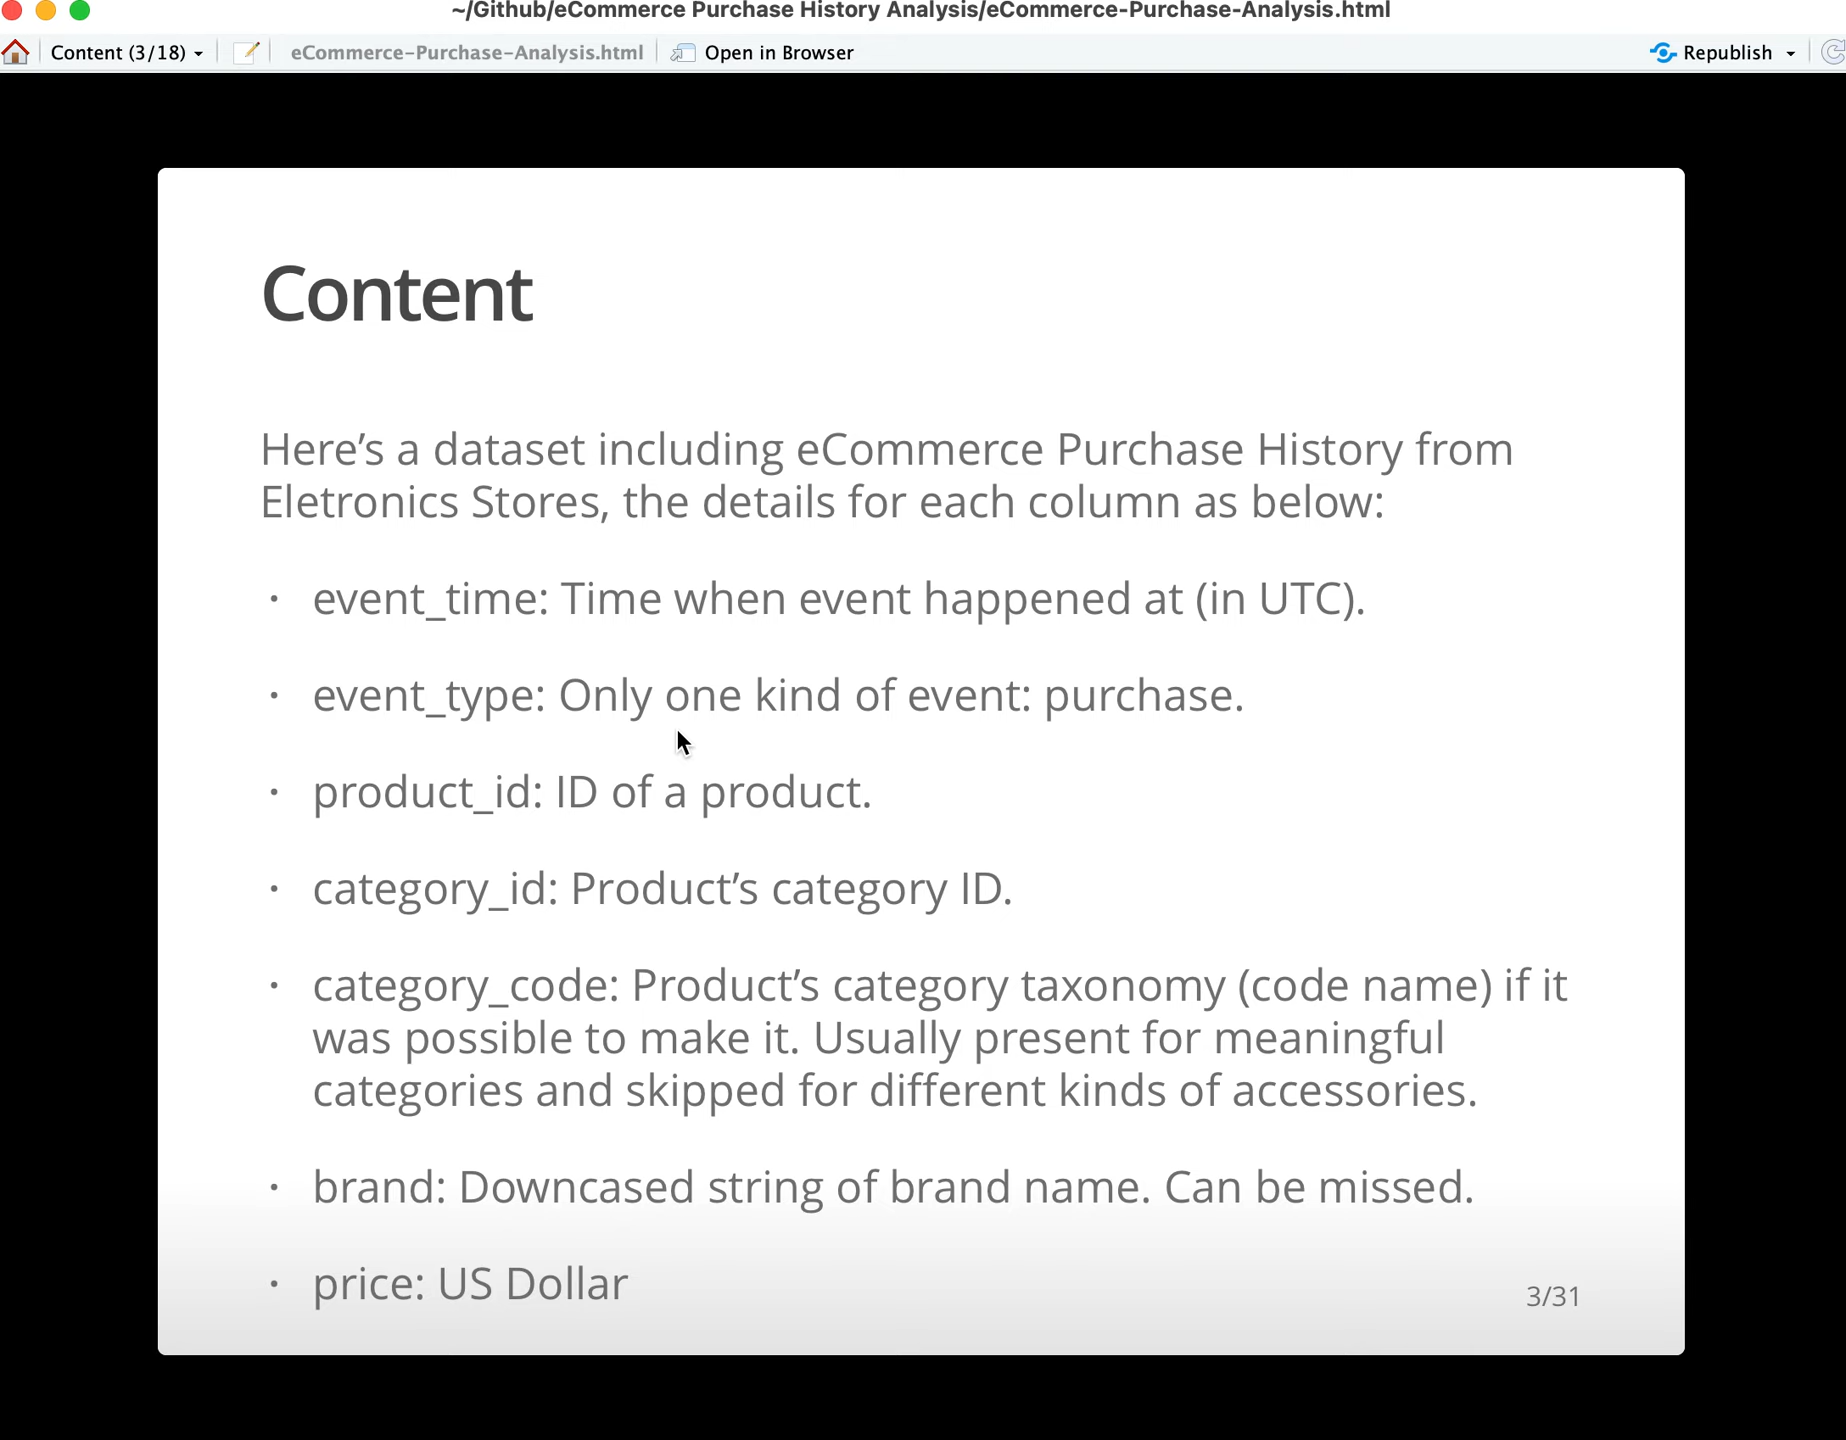 ~/Github/eCommerce Purchase History Analysis/eCommerce-Purchase-Analysis.html
Content (3/18) eCommerce-Purchase-Analysis.html Open in Browser Republish
Content
Here’s a dataset including eCommerce Purchase History from
Eletronics Stores, the details for each column as below:
• event_time: Time when event happened at (in UTC).
• event_type: Only one kind of event: purchase.
• product_id: ID of a product.
• category_id: Product’s category ID.
• category_code: Product’s category taxonomy (code name) if it
was possible to make it. Usually present for meaningful
categories and skipped for different kinds of accessories.
• brand: Downcased string of brand name. Can be missed.
• price: US Dollar
3/31